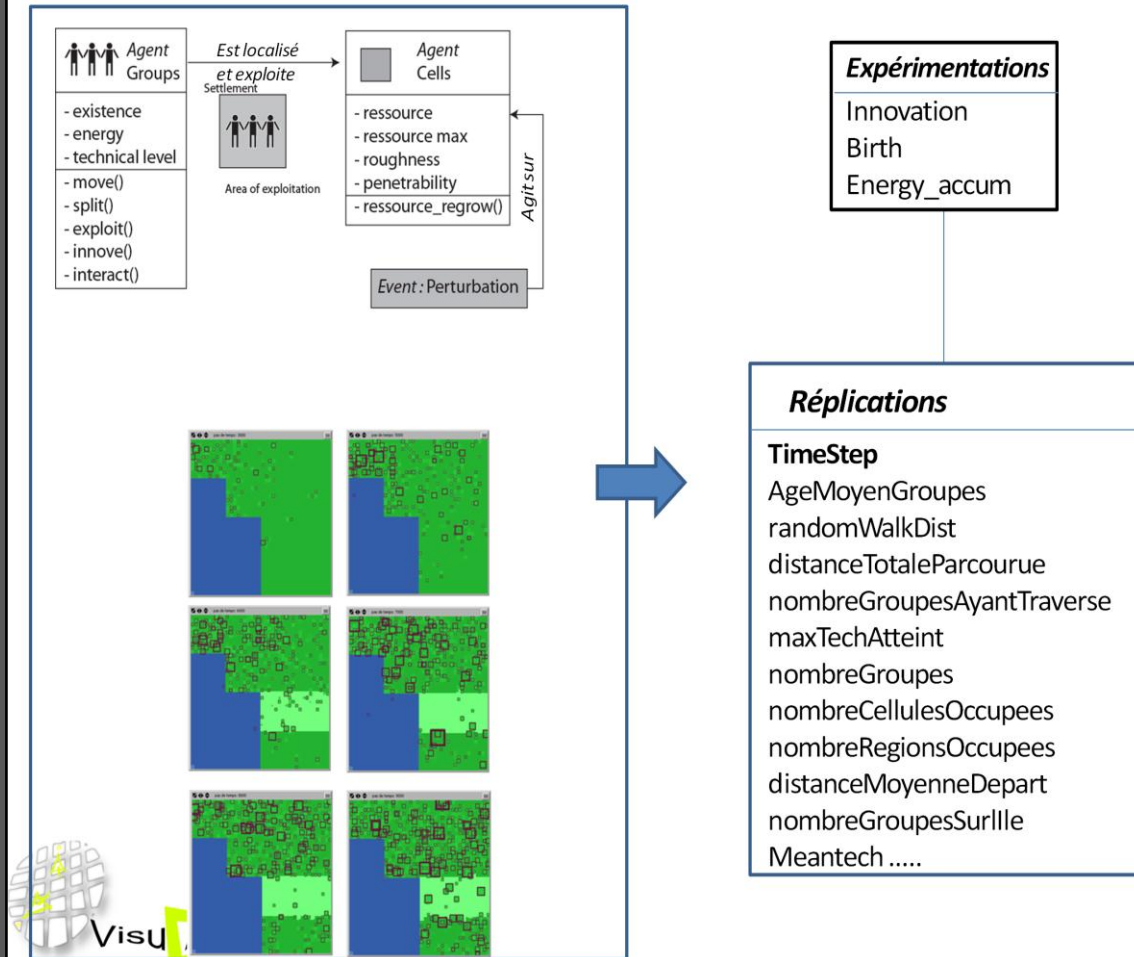 Agent
Groups
- existence
- energy
- technical level
- move()
- split()
- exploit()
- innove()
- interact()
Est localisé
et exploite
Settlement
Area of exploitation
Agent
Cells
- ressource
- ressource max
- roughness
- penetrability
- ressource_regrow()
Agitsur
Event : Perturbation
Expérimentations
Innovation
Birth
Energy_accum
Réplications
TimeStep
AgeMoyenGroupes
randomWalkDist
distanceTotaleParcourue
nombreGroupesAyantTraverse
maxTechAtteint
nombreGroupes
nombreCellulesOccupees
nombreRegionsOccupees
distanceMoyenneDepart
nombreGroupesSurIle
Meantech .....
Visu